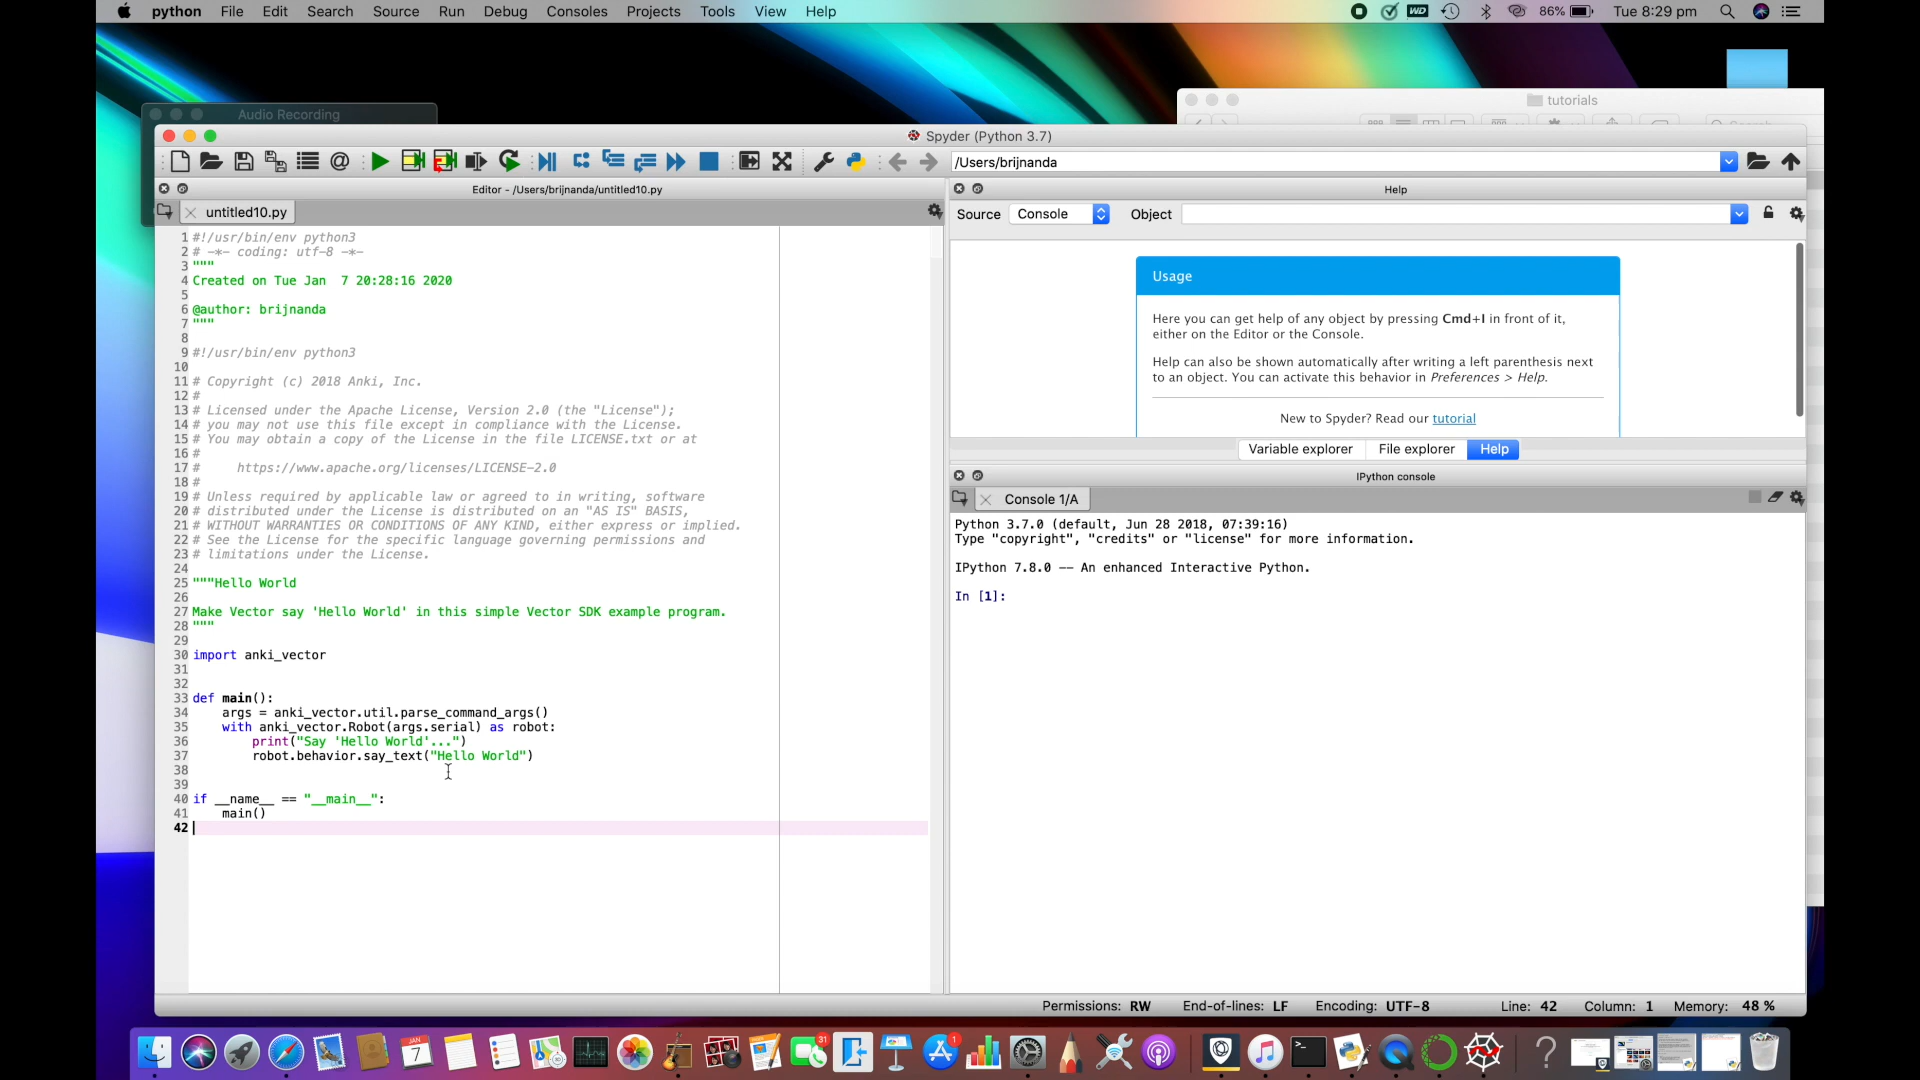 python File Edit Search Source Run Debug Consoles Projects Tools View Help
WD 86% Tue 8:29 pm
Audio Recording
tutorials
Spyder (Python 3.7)
/Users/brijnanda
Editor - /Users/brijnanda/untitled10.py
Help
untitled10.py
Source Console Object
1 #!/usr/bin/env python3
2 # -*- coding: utf-8 -*-
3 """
4 Created on Tue Jan  7 20:28:16 2020
5
6 @author: brijnanda
7 """
8
9 #!/usr/bin/env python3
10
11 # Copyright (c) 2018 Anki, Inc.
12 #
13 # Licensed under the Apache License, Version 2.0 (the "License");
14 # you may not use this file except in compliance with the License.
15 # You may obtain a copy of the License in the file LICENSE.txt or at
16 #
17 #     https://www.apache.org/licenses/LICENSE-2.0
18 #
19 # Unless required by applicable law or agreed to in writing, software
20 # distributed under the License is distributed on an "AS IS" BASIS,
21 # WITHOUT WARRANTIES OR CONDITIONS OF ANY KIND, either express or implied.
22 # See the License for the specific language governing permissions and
23 # limitations under the License.
24
25 """Hello World
26
27 Make Vector say 'Hello World' in this simple Vector SDK example program.
28 """
29
30 import anki_vector
31
32
33 def main():
34     args = anki_vector.util.parse_command_args()
35     with anki_vector.Robot(args.serial) as robot:
36         print("Say 'Hello World'...")
37         robot.behavior.say_text("Hello World")
38
39
40 if __name__ == "__main__":
41     main()
42
Usage
Here you can get help of any object by pressing Cmd+I in front of it,
either on the Editor or the Console.
Help can also be shown automatically after writing a left parenthesis next
to an object. You can activate this behavior in Preferences > Help.
New to Spyder? Read our tutorial
Variable explorer File explorer Help
IPython console
Console 1/A
Python 3.7.0 (default, Jun 28 2018, 07:39:16)
Type "copyright", "credits" or "license" for more information.
IPython 7.8.0 -- An enhanced Interactive Python.
In [1]:
Permissions: RW End-of-lines: LF Encoding: UTF-8 Line: 42 Column: 1 Memory: 48 %
JAN
7
31
1